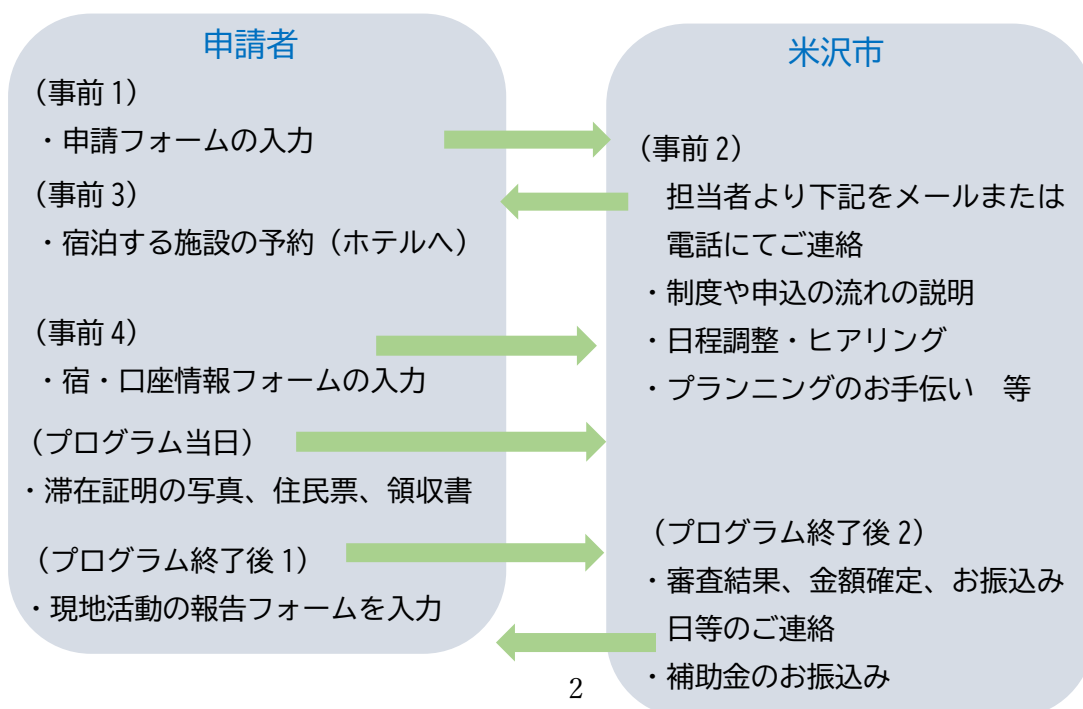 申請者
（事前1）
・申請フォームの入力
（事前3）
・宿泊する施設の予約（ホテルへ）
（事前4）
・宿・口座情報フォームの入力
（プログラム当日）
・滞在証明の写真、住民票、領収書
（プログラム終了後1）
・現地活動の報告フォームを入力
米沢市
（事前2）
担当者より下記をメールまたは
電話にてご連絡
・制度や申込の流れの説明
・日程調整・ヒアリング
・プランニングのお手伝い　等
（プログラム終了後2）
・審査結果、金額確定、お振込み
日等のご連絡
・補助金のお振込み
2